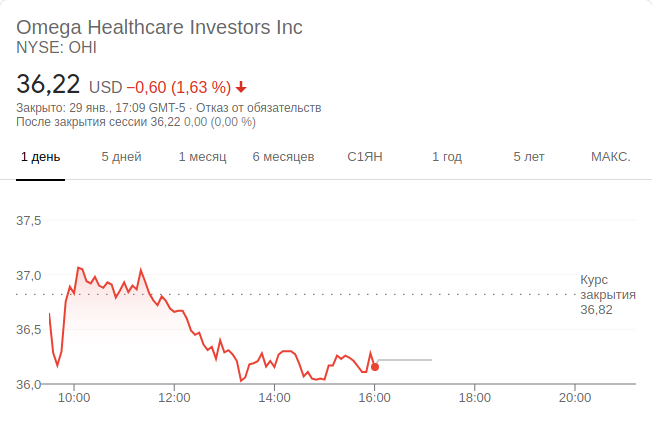 Omega Healthcare Investors Inc
NYSE: OHI
36,22 USD −0,60 (1,63 %)
Закрыто: 29 янв., 17:09 GMT-5 · Отказ от обязательств
После закрытия сессии 36,22 0,00 (0,00 %)
1 день 5 дней 1 месяц 6 месяцев С1ЯН 1 год 5 лет МАКС.
37,5
37,0
Курс
закрытия
36,82
36,5
36,0
10:00 12:00 14:00 16:00 18:00 20:00